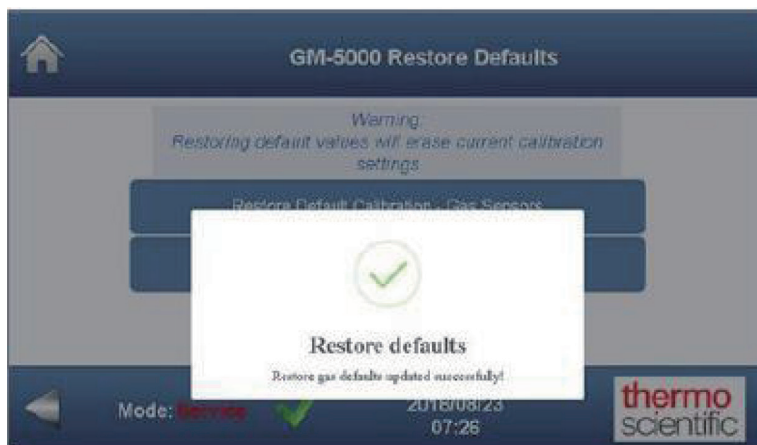 GM-5000 Restore Defaults
Warning:
Restoring default values will erase current calibration
settings
Restore Default Calibration - Gas Sensors
Restore defaults
Restore gas defaults updated successfully!
Mode: Service
2018/08/23
07:26
thermo
scientific